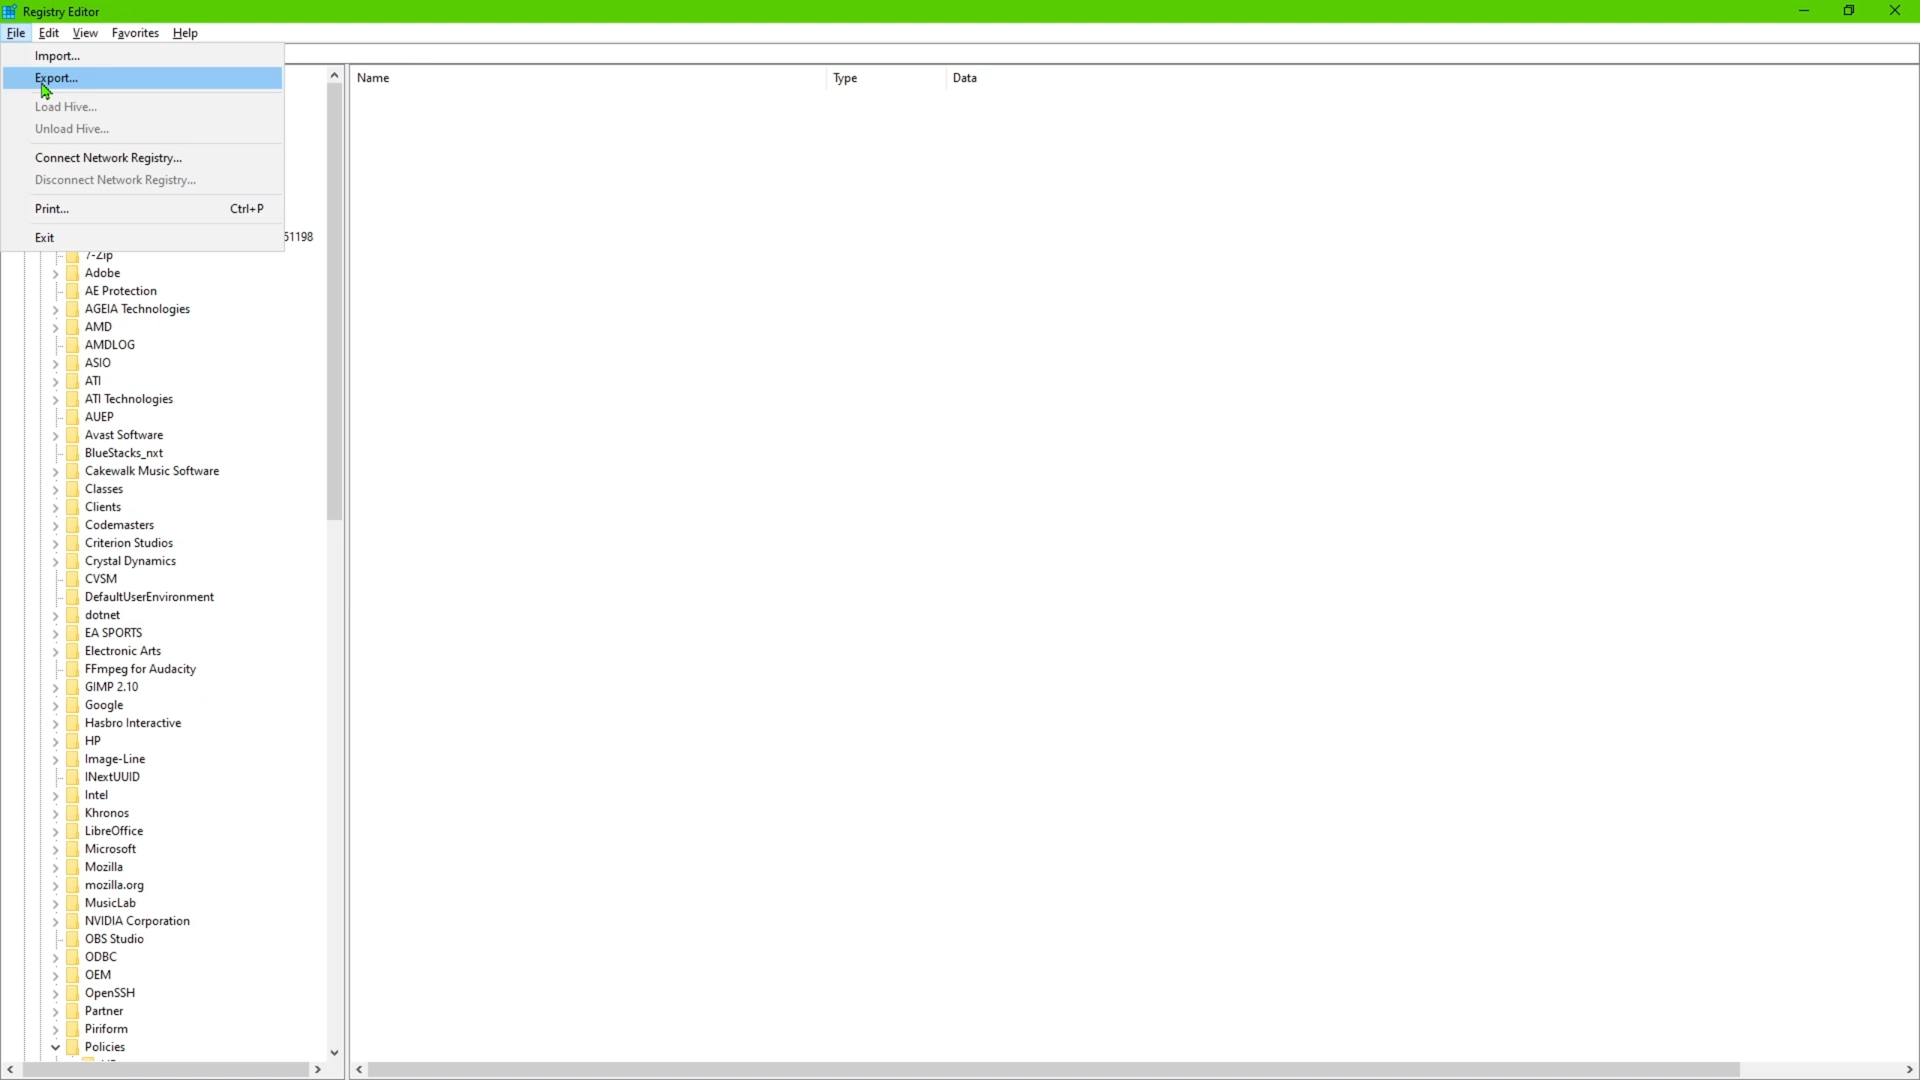 Registry Editor
File Edit View Favorites Help
Import...
Export...
Load Hive...
Unload Hive...
Connect Network Registry...
Disconnect Network Registry...
Print... Ctrl+P
Exit
51198
Name Type Data
7-Zip
Adobe
AE Protection
AGEIA Technologies
AMD
AMDLOG
ASIO
ATI
ATI Technologies
AUEP
Avast Software
BlueStacks_nxt
Cakewalk Music Software
Classes
Clients
Codemasters
Criterion Studios
Crystal Dynamics
CVSM
DefaultUserEnvironment
dotnet
EA SPORTS
Electronic Arts
FFmpeg for Audacity
GIMP 2.10
Google
Hasbro Interactive
HP
Image-Line
INextUUID
Intel
Khronos
LibreOffice
Microsoft
Mozilla
mozilla.org
MusicLab
NVIDIA Corporation
OBS Studio
ODBC
OEM
OpenSSH
Partner
Piriform
Policies